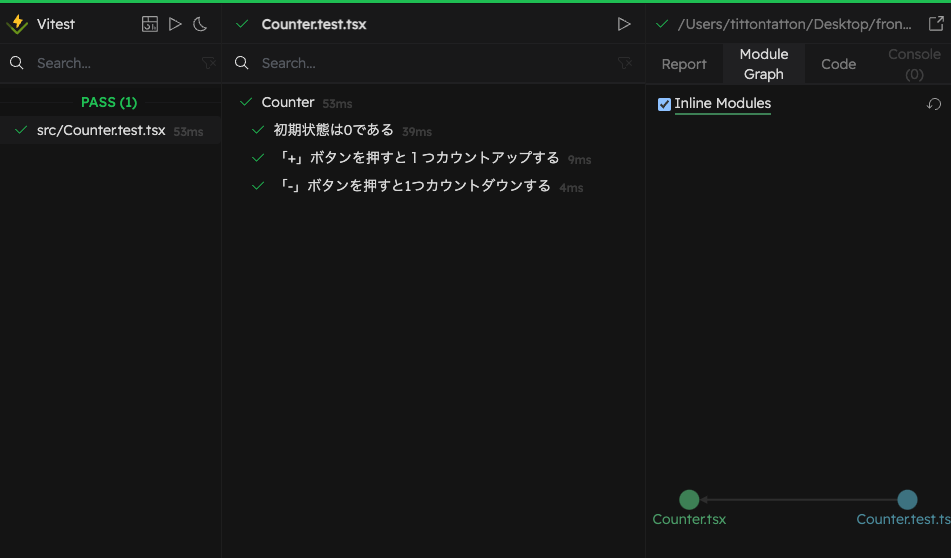 Vitest
Search...
PASS (1)
src/Counter.test.tsx 53ms
Counter.test.tsx
Search...
Counter 53ms
初期状態は0である 39ms
「+」ボタンを押すと１つカウントアップする 9ms
「-」ボタンを押すと1つカウントダウンする 4ms
/Users/tittontatton/Desktop/fron...
Report
Module
Graph
Code
Console
(0)
Inline Modules
Counter.tsx
Counter.test.ts